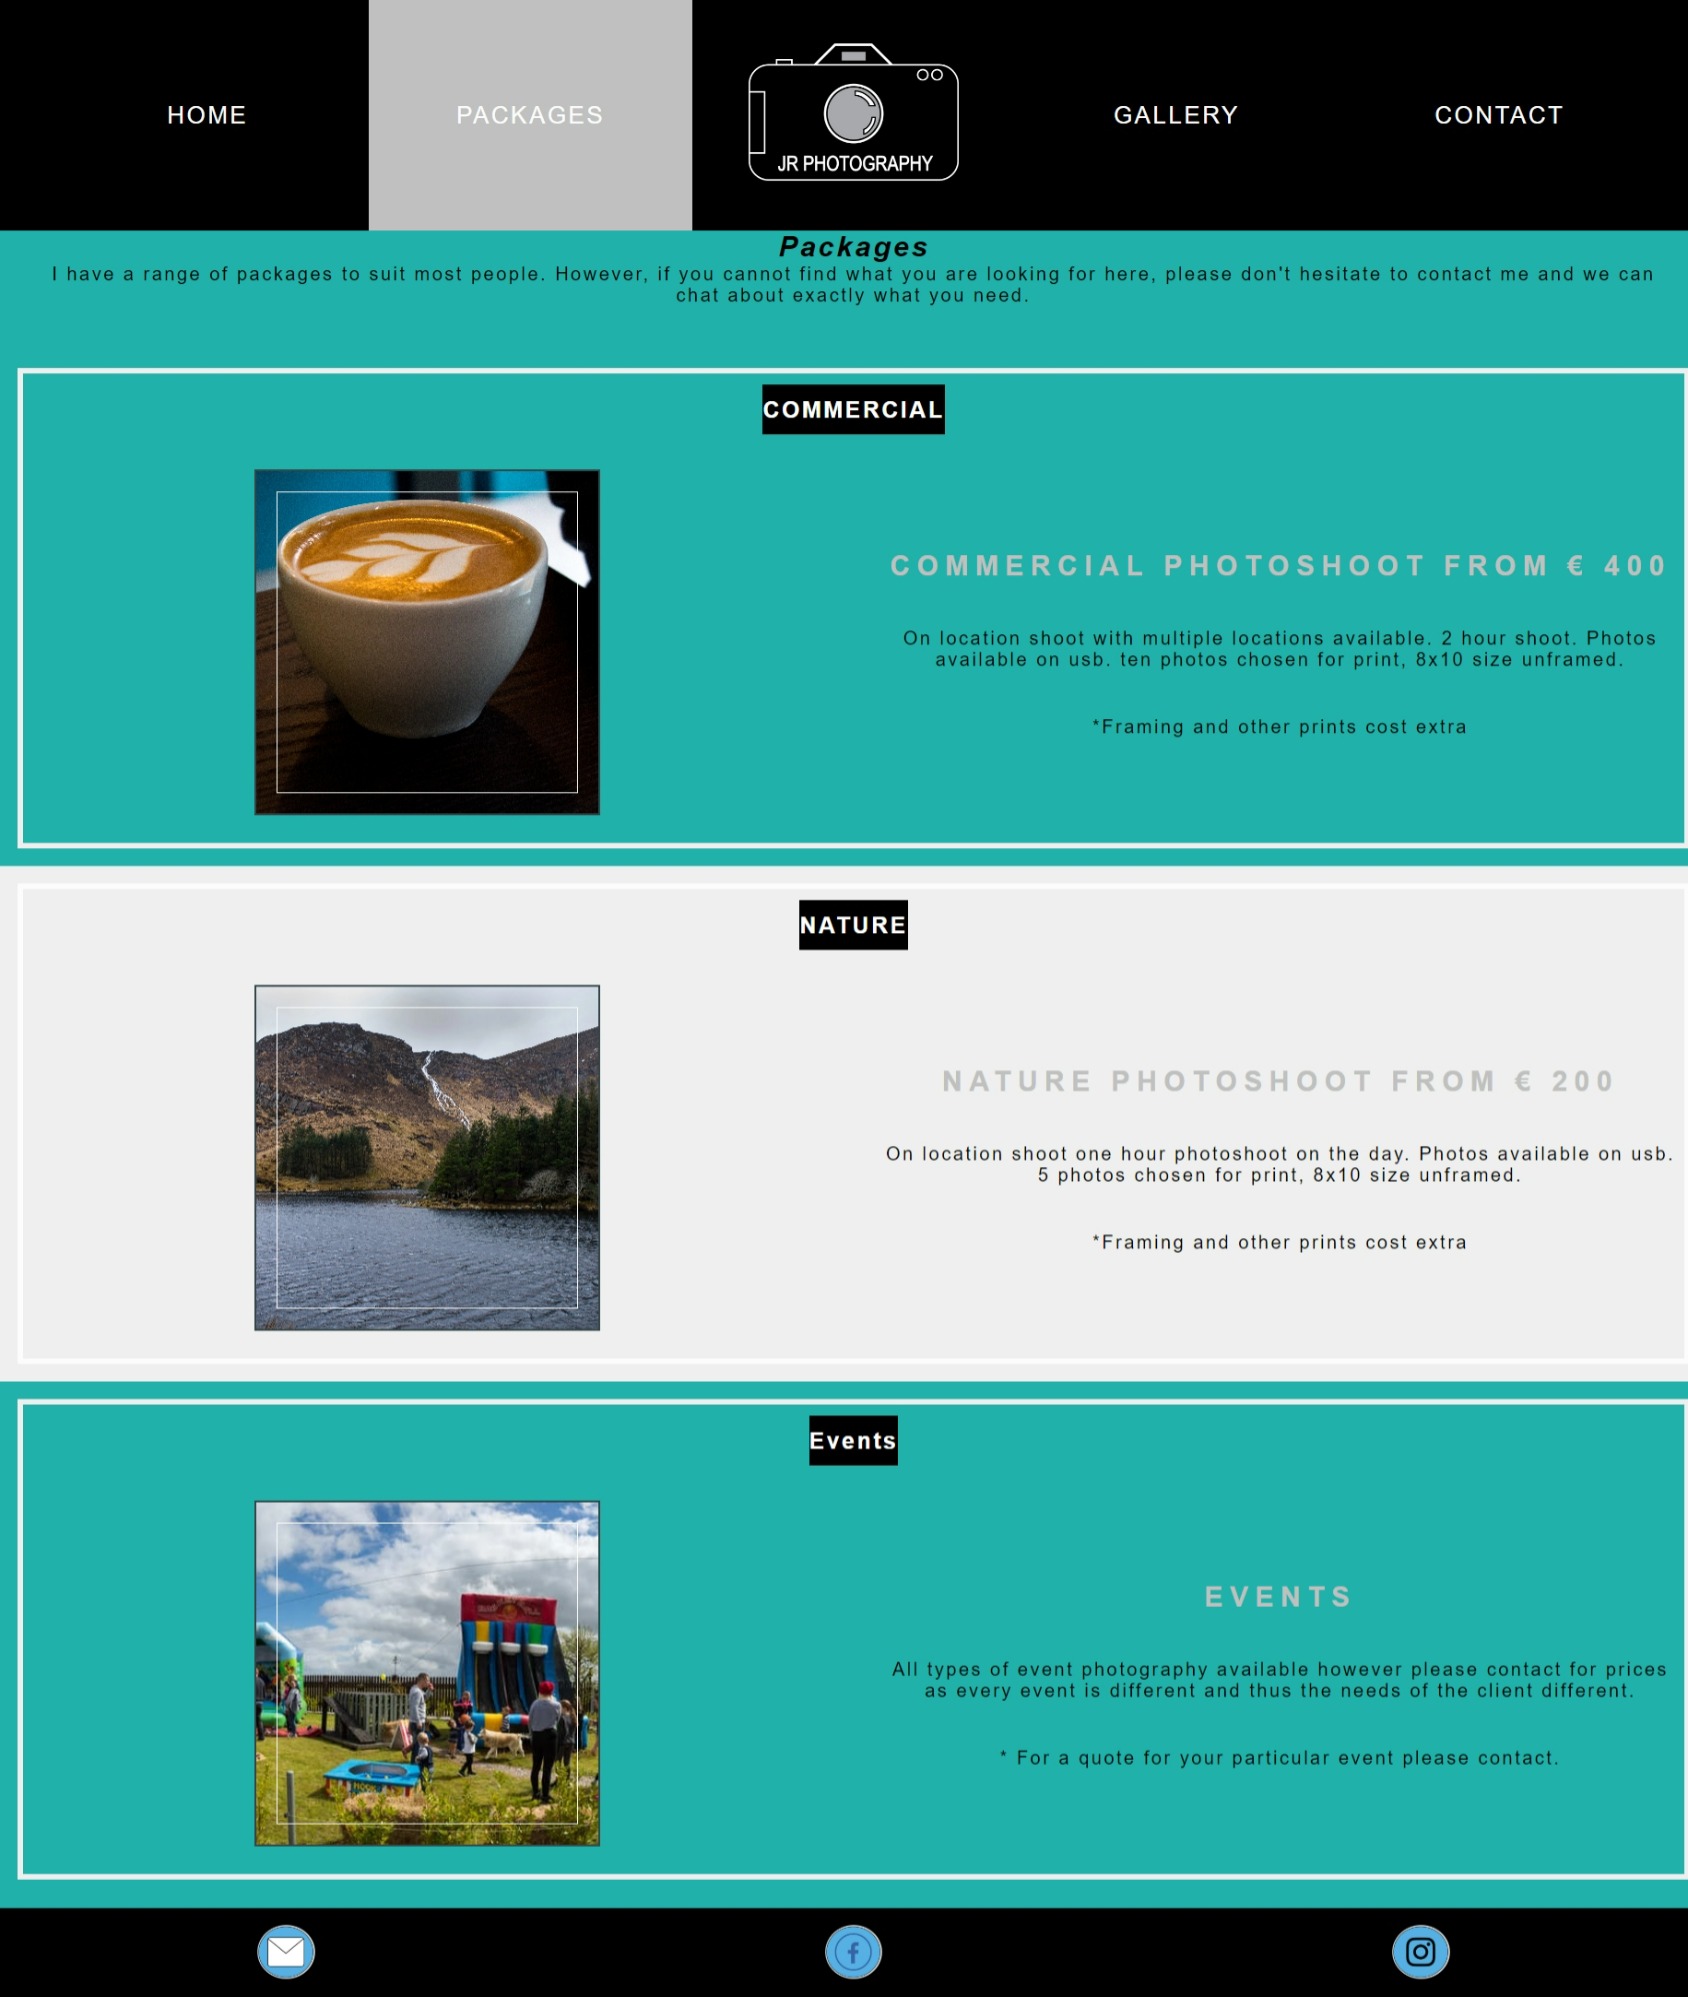 HOME
PACKAGES
JR PHOTOGRAPHY
GALLERY
CONTACT
Packages
I have a range of packages to suit most people. However, if you cannot find what you are looking for here, please don't hesitate to contact me and we can
chat about exactly what you need.
COMMERCIAL
COMMERCIAL PHOTOSHOOT FROM € 400
On location shoot with multiple locations available. 2 hour shoot. Photos
available on usb. ten photos chosen for print, 8x10 size unframed.
*Framing and other prints cost extra
NATURE
NATURE PHOTOSHOOT FROM € 200
On location shoot one hour photoshoot on the day. Photos available on usb.
5 photos chosen for print, 8x10 size unframed.
*Framing and other prints cost extra
Events
EVENTS
All types of event photography available however please contact for prices
as every event is different and thus the needs of the client different.
* For a quote for your particular event please contact.